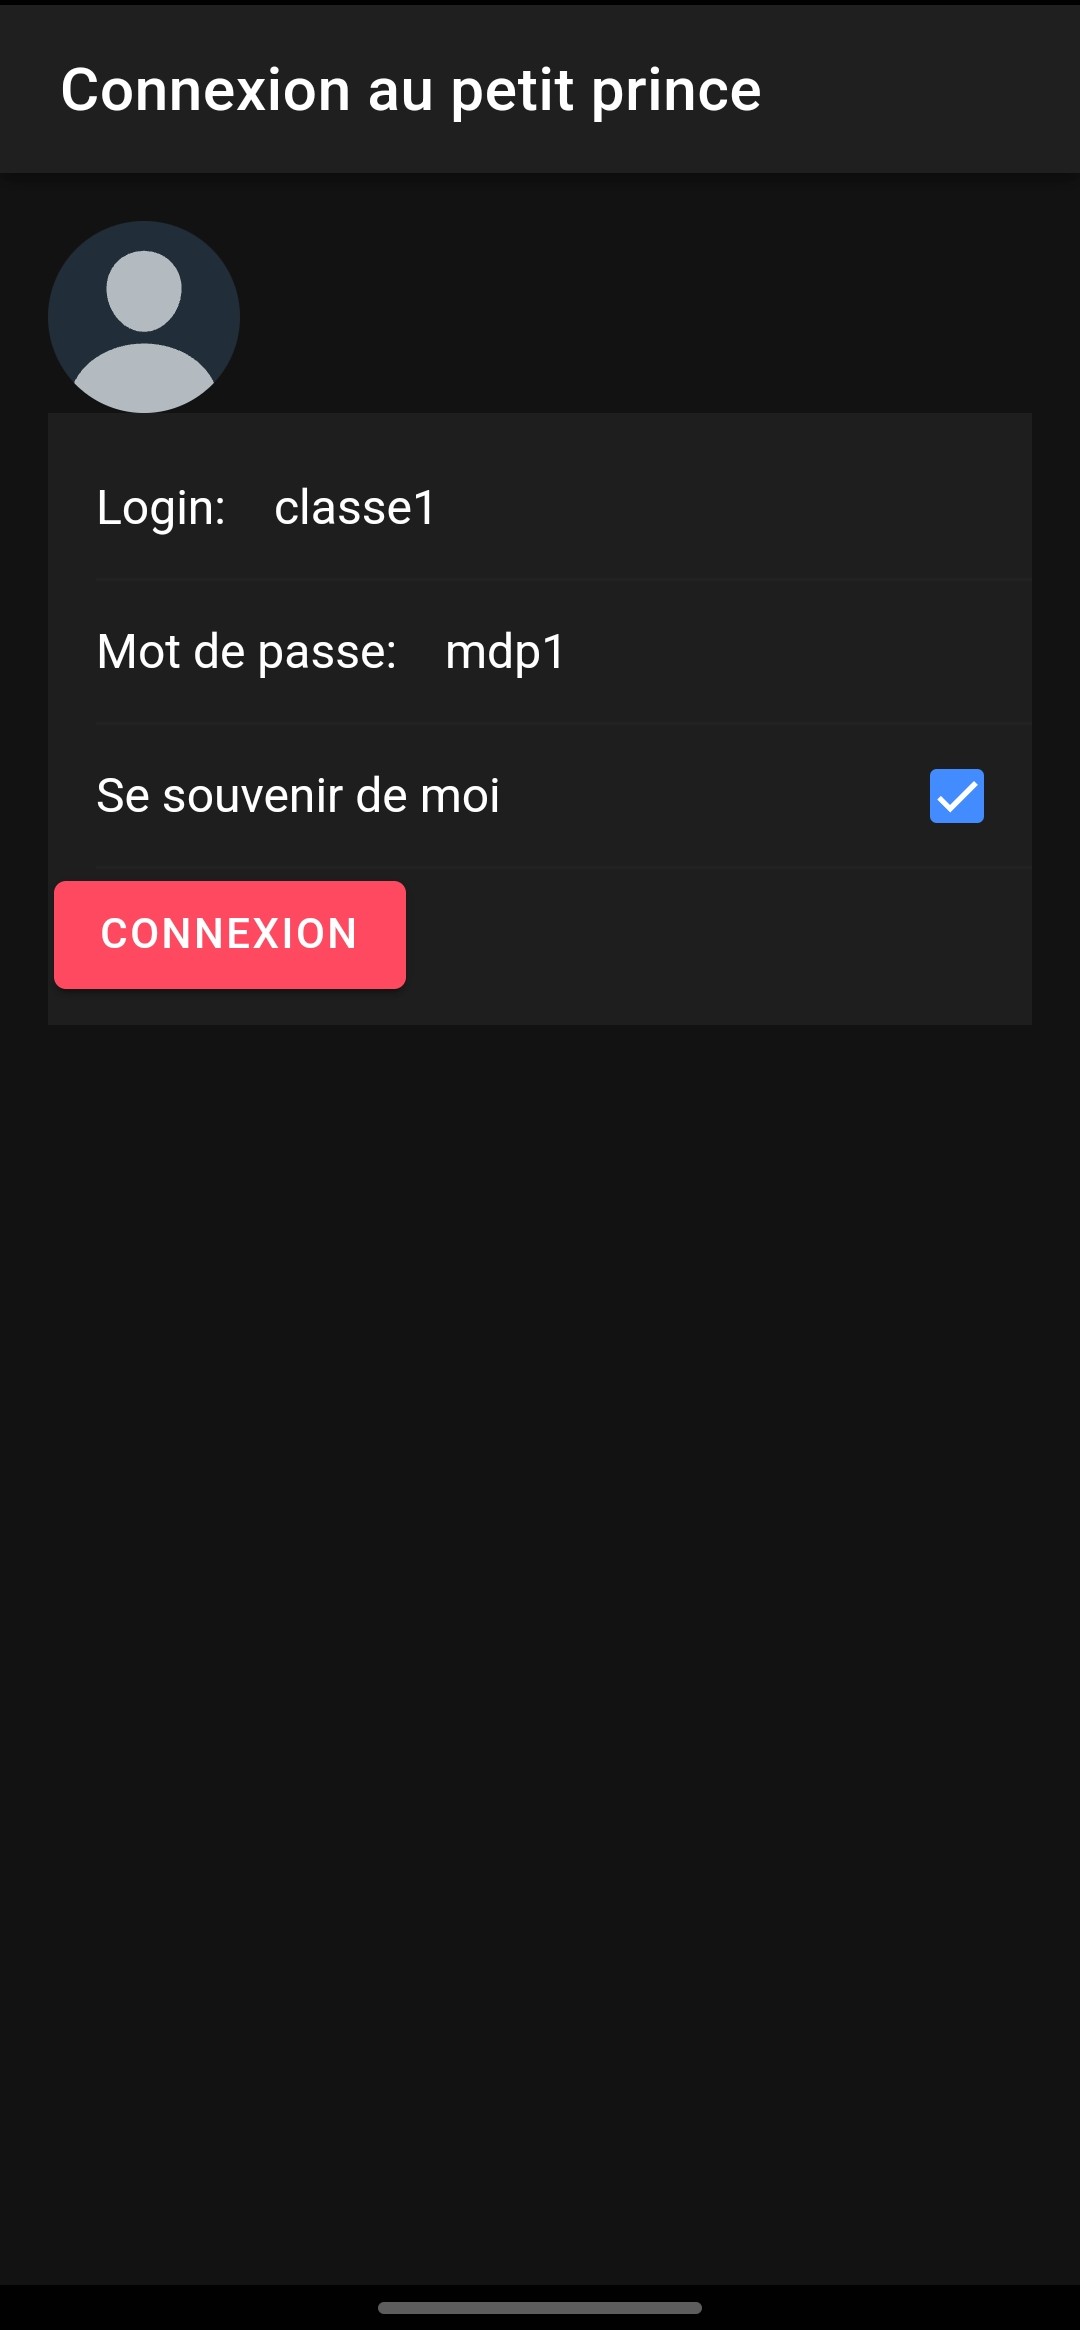 Connexion au petit prince
Login: classe1
Mot de passe: mdp1
Se souvenir de moi
CONNEXION